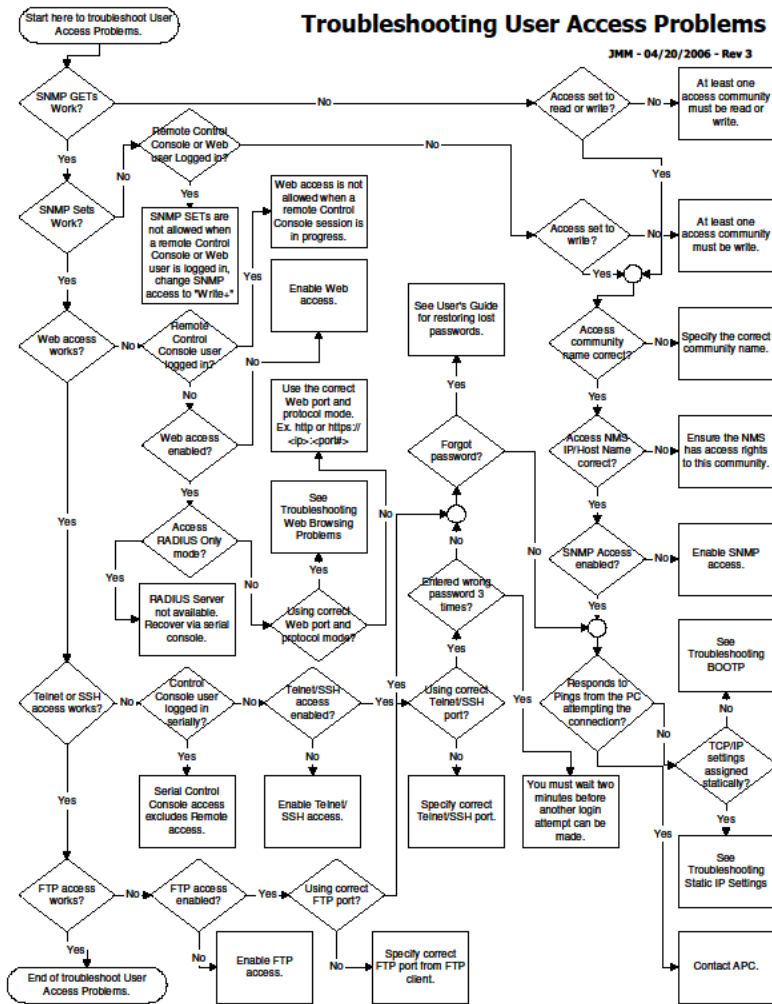 Troubleshooting User Access Problems
JMM - 04/20/2006 - Rev 3
Start here to troubleshoot User
Access Problems.
SNMP GETs
Work?
No
Access set to
read or write?
No
At least one
access community
must be read or
write.
Yes
Yes
Remote Control
Console or Web
user Logged in?
No
No
Yes
SNMP Sets
Work?
SNMP SETs are
not allowed when
a remote Control
Console or Web
user is logged in,
change SNMP
access to "Write+"
Web access is not
allowed when a
remote Control
Console session is
in progress.
Access set to
write?
No
Yes
At least one
access community
must be write.
Yes
Yes
Enable Web
access.
See User's Guide
for restoring lost
passwords.
Web access
works?
No
Remote
Control
Console user
logged in?
No
No
Access
community
name correct?
No
Specify the correct
community name.
Yes
Yes
Use the correct
Web port and
protocol mode.
Ex. http or https://
<ip>:<port#>
Web access
enabled?
Yes
Forgot
password?
No
Access NMS
IP/Host Name
correct?
No
Ensure the NMS
has access rights
to this community.
Yes
Yes
Access
RADIUS Only
mode?
Yes
No
See
Troubleshooting
Web Browsing
Problems
Yes
No
No
SNMP Access
enabled?
No
Enable SNMP
access.
Yes
RADIUS Server
not available.
Recover via serial
console.
Using correct
Web port and
protocol mode?
Entered wrong
password 3
times?
Yes
Yes
Yes
See
Troubleshooting
BOOTP
No
Telnet or SSH
access works?
No
Control
Console user
logged in
serially?
No
Telnet/SSH
access
enabled?
Yes
Using correct
Telnet/SSH
port?
Responds to
Pings from the PC
attempting the
connection?
No
TCP/IP
settings
assigned
statically?
Yes
Yes
No
No
Yes
Yes
Serial Control
Console access
excludes Remote
access.
Enable Telnet/
SSH access.
Specify correct
Telnet/SSH port.
You must wait two
minutes before
another login
attempt can be
made.
See
Troubleshooting
Static IP Settings
FTP access
works?
No
FTP access
enabled?
Yes
Using correct
FTP port?
Yes
No
No
Enable FTP
access.
Specify correct
FTP port from FTP
client.
Contact APC.
End of troubleshoot User
Access Problems.